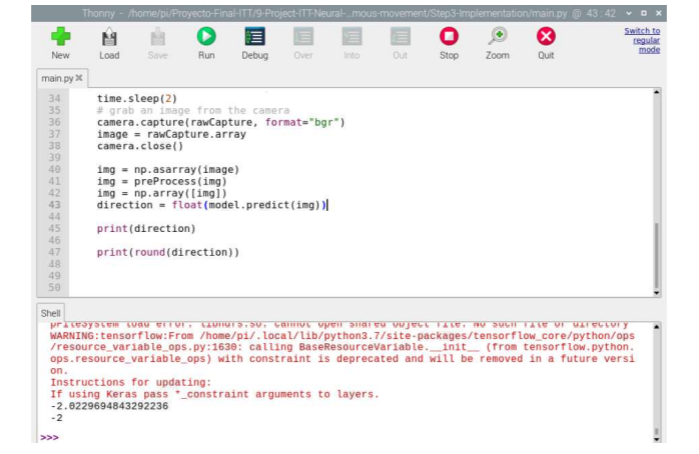 Thonny - /home/pi/Proyecto-Final-ITT/9-Project-ITT-Neural-...mous-movement/Step3-Implementation/main.py @ 43 : 42
New Load Save Run Debug Over Into Out Stop Zoom Quit
Switch to
regular
mode
main.py
34 time.sleep(2)
35 # grab an image from the camera
36 camera.capture(rawCapture, format="bgr")
37 image = rawCapture.array
38 camera.close()
39
40 img = np.asarray(image)
41 img = preProcess(img)
42 img = np.array([img])
43 direction = float(model.predict(img))
44
45 print(direction)
46
47 print(round(direction))
48
49
50
Shell
pFileSystem load error: libhdfs.so: cannot open shared object file: No such file or directory
WARNING:tensorflow:From /home/pi/.local/lib/python3.7/site-packages/tensorflow_core/python/ops
/resource_variable_ops.py:1630: calling BaseResourceVariable.__init__ (from tensorflow.python.
ops.resource_variable_ops) with constraint is deprecated and will be removed in a future versi
on.
Instructions for updating:
If using Keras pass *_constraint arguments to layers.
-2.0229694843292236
-2
>>>